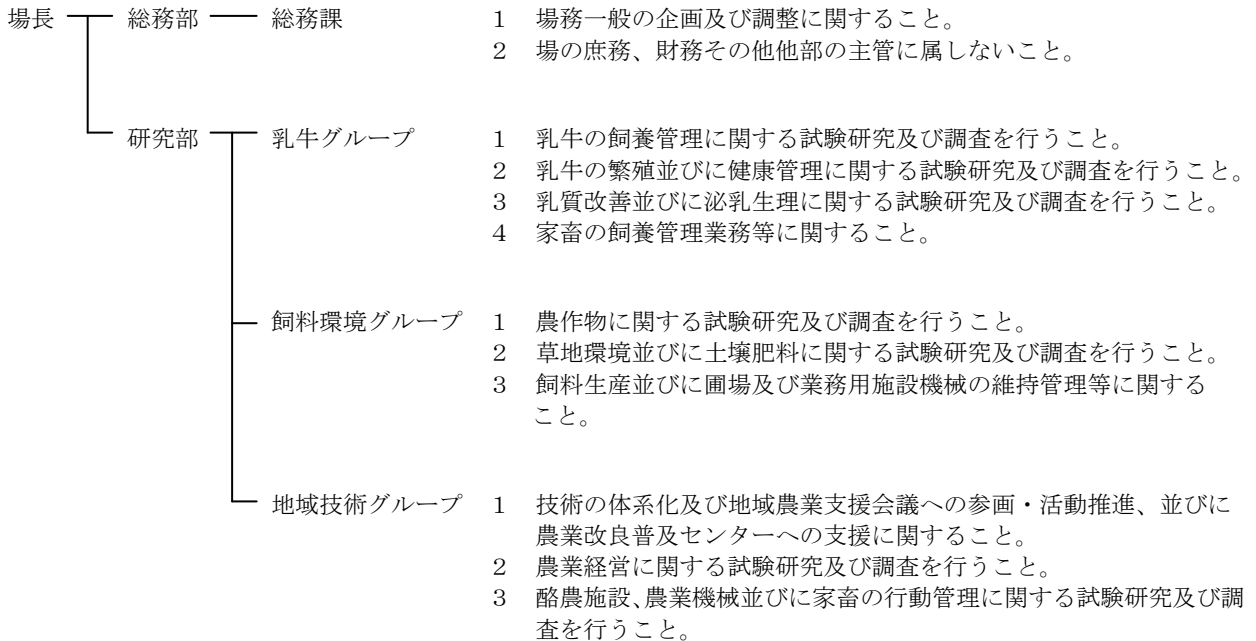 場長 総務部 総務課 1 場務一般の企画及び調整に関すること。
2 場の庶務、財務その他他部の主管に属しないこと。
研究部 乳牛グループ 1 乳牛の飼養管理に関する試験研究及び調査を行うこと。
2 乳牛の繁殖並びに健康管理に関する試験研究及び調査を行うこと。
3 乳質改善並びに泌乳生理に関する試験研究及び調査を行うこと。
4 家畜の飼養管理業務等に関すること。
飼料環境グループ 1 農作物に関する試験研究及び調査を行うこと。
2 草地環境並びに土壌肥料に関する試験研究及び調査を行うこと。
3 飼料生産並びに圃場及び業務用施設機械の維持管理等に関する
こと。
地域技術グループ 1 技術の体系化及び地域農業支援会議への参画・活動推進、並びに
農業改良普及センターへの支援に関すること。
2 農業経営に関する試験研究及び調査を行うこと。
3 酪農施設、農業機械並びに家畜の行動管理に関する試験研究及び調
査を行うこと。